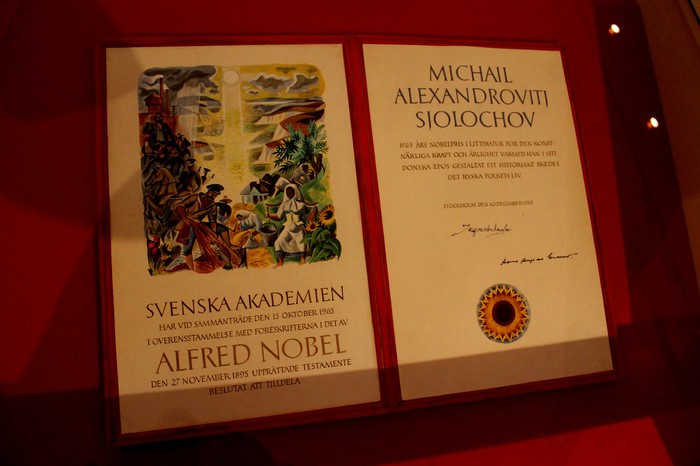 SVENSKA AKADEMIEN
HAR VID SAMMANTRÄDE DEN 15 OKTOBER 1965
I ÖVERENSSTÄMMELSE MED FÖRESKRIFTERNA I DET AV
ALFRED NOBEL
DEN 27 NOVEMBER 1895 UPPRÄTTADE TESTAMENTE
BESLUTAT ATT TILLDELA
MICHAIL
ALEXANDROVITJ
SJOLOCHOV
1965 ÅRS NOBELPRIS I LITTERATUR FÖR DEN KONST-
NÄRLIGA KRAFT OCH ÄRLIGHET VARMED HAN I SITT
DONSKA EPOS GESTALTAT ETT HISTORISKT SKEDE I
DET RYSKA FOLKETS LIV.
STOCKHOLM DEN 10 DECEMBER 1965